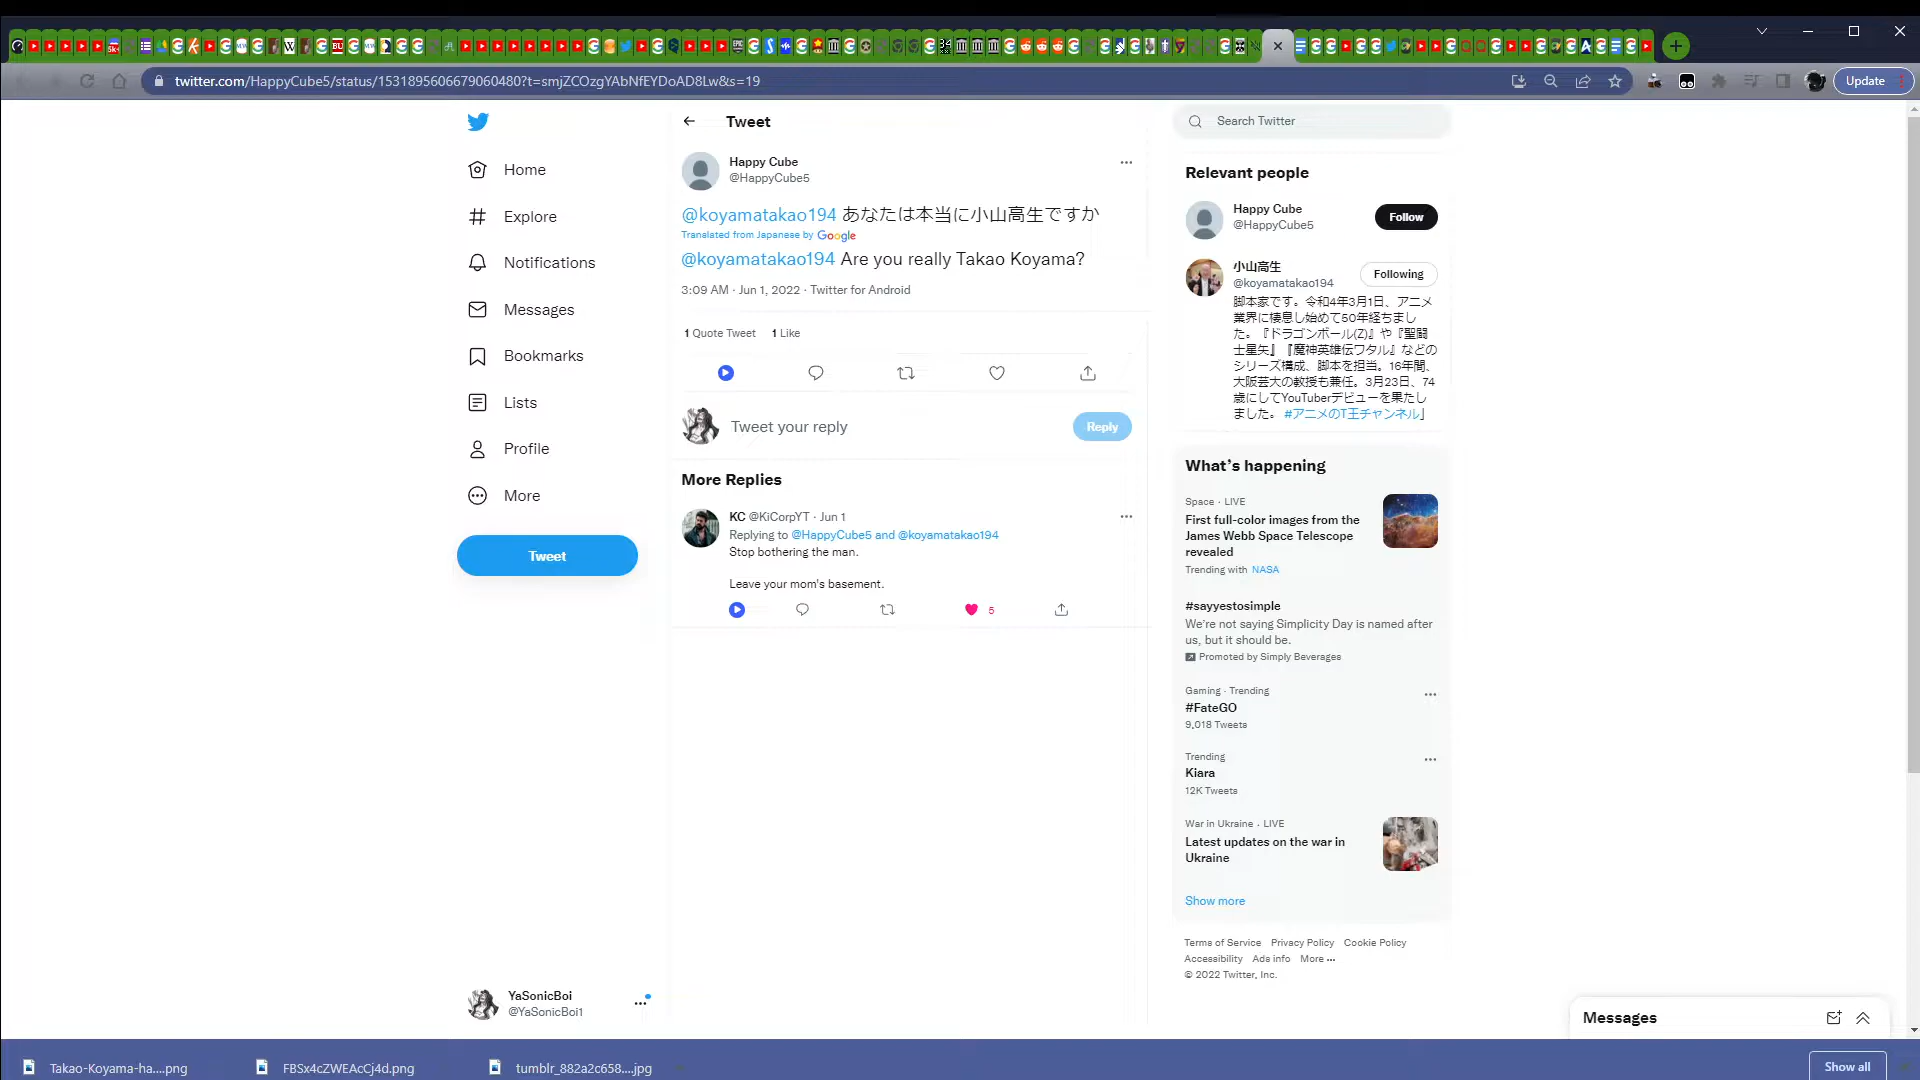 twitter.com/HappyCube5/status/1531895606679060480?t=smjZCOzgYAbNfEYDoAD8Lw&s=19
Update
Home
Explore
Notifications
Messages
Bookmarks
Lists
Profile
More
Tweet
YaSonicBoi
@YaSonicBoi1
Tweet
Happy Cube
@HappyCube5
@koyamatakao194 あなたは本当に小山高生ですか
Translated from Japanese by Google
@koyamatakao194 Are you really Takao Koyama?
3:09 AM · Jun 1, 2022 · Twitter for Android
1 Quote Tweet 1 Like
Tweet your reply
Reply
More Replies
KC @KiCorpYT · Jun 1
Replying to @HappyCube5 and @koyamatakao194
Stop bothering the man.
Leave your mom's basement.
5
Search Twitter
Relevant people
Happy Cube
@HappyCube5
Follow
小山高生
@koyamatakao194
Following
脚本家です。令和4年3月1日、アニメ
業界に棲息し始めて50年経ちまし
た。『ドラゴンボール(Z)』や『聖闘
士星矢』『魔神英雄伝ワタル』などの
シリーズ構成、脚本を担当。16年間、
大阪芸大の教授も兼任。3月23日、74
歳にしてYouTuberデビューを果たし
ました。 #アニメのT王チャンネル」
What's happening
Space · LIVE
First full-color images from the
James Webb Space Telescope
revealed
Trending with NASA
#sayyestosimple
We're not saying Simplicity Day is named after
us, but it should be.
Promoted by Simply Beverages
Gaming · Trending
#FateGO
9,018 Tweets
Trending
Kiara
12K Tweets
War in Ukraine · LIVE
Latest updates on the war in
Ukraine
Show more
Terms of Service Privacy Policy Cookie Policy
Accessibility Ads info More ···
© 2022 Twitter, Inc.
Messages
Takao-Koyama-ha....png
FBSx4cZWEAcCj4d.png
tumblr_882a2c658....jpg
Show all